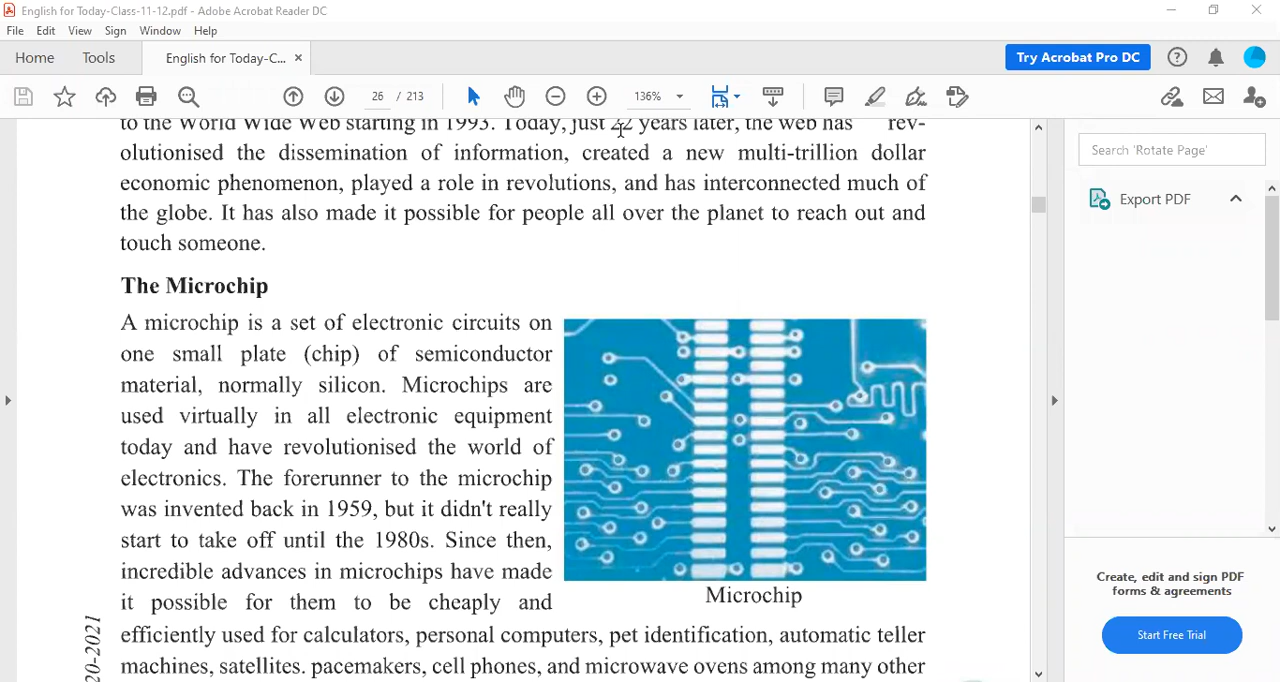 English for Today-Class-11-12.pdf - Adobe Acrobat Reader DC
File Edit View Sign Window Help
Home Tools English for Today-C... ×
Try Acrobat Pro DC
26 / 213
136%
to the World Wide Web starting in 1993. Today, just 22 years later, the web has rev-
olutionised the dissemination of information, created a new multi-trillion dollar
economic phenomenon, played a role in revolutions, and has interconnected much of
the globe. It has also made it possible for people all over the planet to reach out and
touch someone.
The Microchip
A microchip is a set of electronic circuits on
one small plate (chip) of semiconductor
material, normally silicon. Microchips are
used virtually in all electronic equipment
today and have revolutionised the world of
electronics. The forerunner to the microchip
was invented back in 1959, but it didn't really
start to take off until the 1980s. Since then,
incredible advances in microchips have made
it possible for them to be cheaply and
Microchip
efficiently used for calculators, personal computers, pet identification, automatic teller
machines, satellites. pacemakers, cell phones, and microwave ovens among many other
20-2021
Search 'Rotate Page'
Export PDF
Create, edit and sign PDF
forms & agreements
Start Free Trial